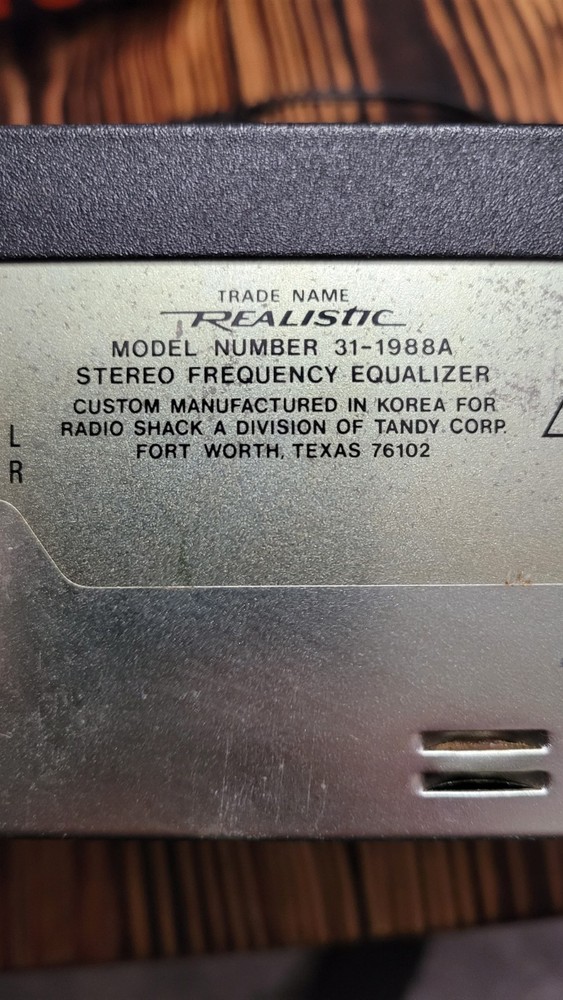 TRADE NAME
REALISTIC
MODEL NUMBER 31-1988A
STEREO FREQUENCY EQUALIZER
CUSTOM MANUFACTURED IN KOREA FOR
RADIO SHACK A DIVISION OF TANDY CORP.
FORT WORTH, TEXAS 76102
L
R